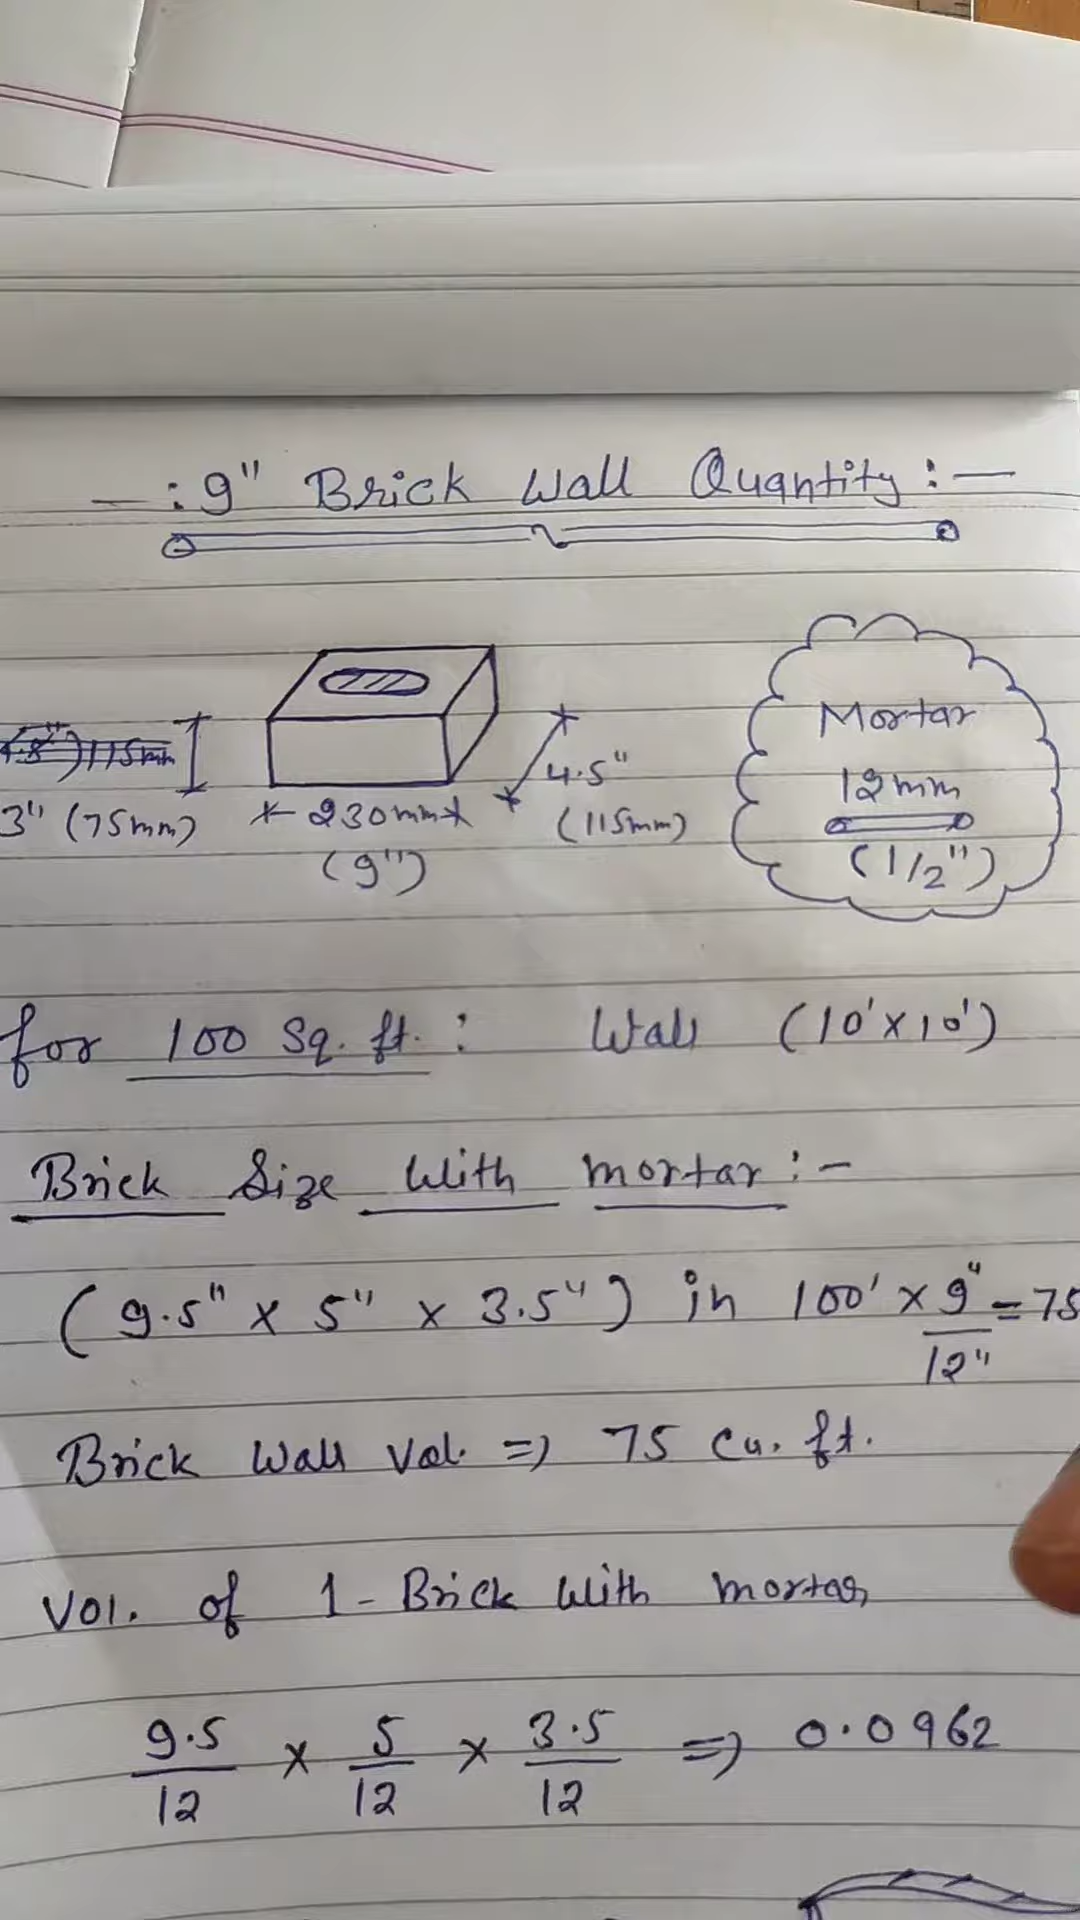 -:9" Brick Wall Quantity:-
115mm
3" (75mm)
230mm
(9")
4.5"
(115mm)
Mortar
12mm
(1/2")
for 100 Sq. ft. : Wall (10'x10')
Brick Size With mortar:-
(9.5" x 5" x 3.5") in 100' x 9"/12" = 75
Brick Wall Vol. => 75 Cu. ft.
Vol. of 1-Brick With mortar
9.5/12 x 5/12 x 3.5/12 => 0.0962